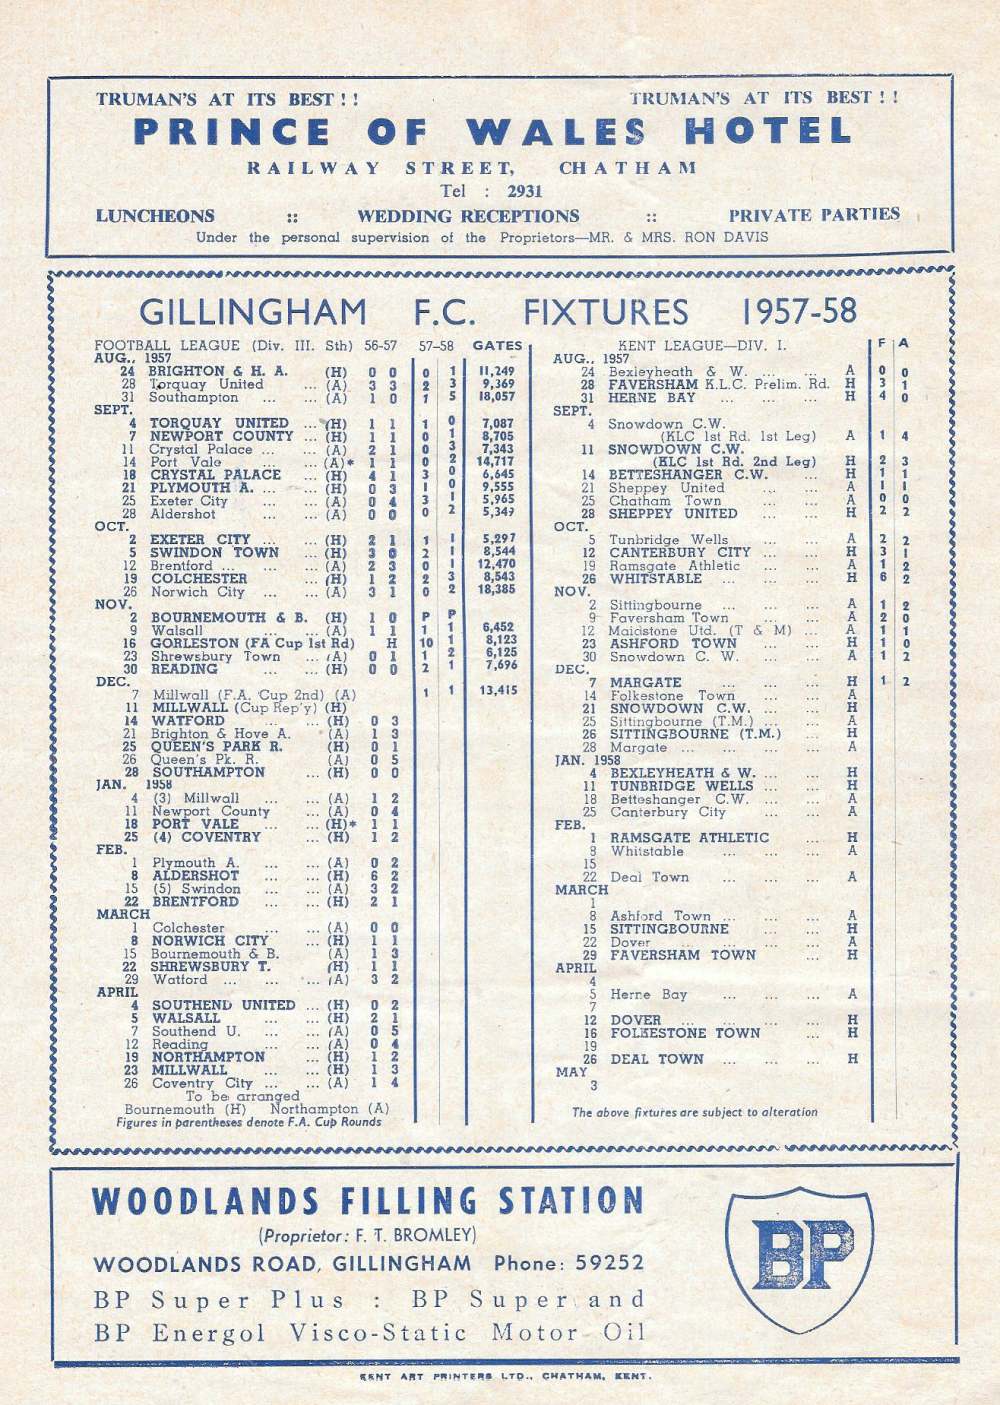 TRUMAN'S AT ITS BEST ! ! TRUMAN'S AT ITS BEST ! !
PRINCE OF WALES HOTEL
RAILWAY STREET, CHATHAM
Tel : 2931
LUNCHEONS :: WEDDING RECEPTIONS :: PRIVATE PARTIES
Under the personal supervision of the Proprietors—MR. & MRS. RON DAVIS
GILLINGHAM F.C. FIXTURES 1957-58
FOOTBALL LEAGUE (Div. III. Sth) 56-57 57-58 GATES
AUG., 1957
24 BRIGHTON & H. A. (H) 0 0 0 1 11,249
28 Torquay United ... (A) 3 3 2 3 9,369
31 Southampton ... ... (A) 1 0 1 5 18,057
SEPT.
4 TORQUAY UNITED ... (H) 1 1 1 0 7,087
7 NEWPORT COUNTY ... (H) 1 1 0 1 8,705
11 Crystal Palace ... ... (A) 2 1 0 3 7,343
14 Port Vale ... (A)* 1 1 0 2 14,717
18 CRYSTAL PALACE ... (H) 4 1 3 0 6,645
21 PLYMOUTH A. ... ... (H) 0 3 1 0 9,555
25 Exeter City ... ... (A) 0 4 3 1 5,965
28 Aldershot ... ... (A) 0 0 0 2 5,349
OCT.
2 EXETER CITY ... ... (H) 2 1 1 1 5,297
5 SWINDON TOWN ... (H) 3 0 2 1 8,544
12 Brentford ... ... (A) 2 3 0 1 12,470
19 COLCHESTER ... (H) 1 2 2 3 8,543
26 Norwich City ... ... (A) 3 1 0 2 18,385
NOV.
2 BOURNEMOUTH & B. (H) 1 0 P P
9 Walsall ... ... (A) 1 1 1 1 6,452
16 GORLESTON (FA Cup 1st Rd) H 10 1 8,123
23 Shrewsbury Town ... (A) 0 1 1 2 6,125
30 READING ... ... (H) 0 0 2 1 7,696
DEC.
7 Millwall (F.A. Cup 2nd) (A) 1 1 13,415
11 MILLWALL (Cup Rep'y) (H)
14 WATFORD ... ... (H) 0 3
21 Brighton & Hove A. (A) 1 3
25 QUEEN'S PARK R. (H) 0 1
26 Queen's Pk. R. (A) 0 5
28 SOUTHAMPTON ... (H) 0 0
JAN. 1958
4 (3) Millwall ... ... (A) 1 2
11 Newport County ... (A) 0 4
18 PORT VALE ... (H)* 1 1
25 (4) COVENTRY ... (H) 1 2
FEB.
1 Plymouth A. ... ... (A) 0 2
8 ALDERSHOT ... ... (H) 6 2
15 (5) Swindon ... ... (A) 3 2
22 BRENTFORD ... ... (H) 2 1
MARCH
1 Colchester ... ... (A) 0 0
8 NORWICH CITY ... (H) 1 1
15 Bournemouth & B. (A) 1 3
22 SHREWSBURY T. (H) 1 1
29 Watford ... ... ... (A) 3 2
APRIL
4 SOUTHEND UNITED ... (H) 0 2
5 WALSALL ... ... (H) 2 1
7 Southend U. ... ... (A) 0 5
12 Reading ... ... (A) 0 4
19 NORTHAMPTON ... (H) 1 2
23 MILLWALL ... ... (H) 1 3
26 Coventry City ... ... (A) 1 4
To be arranged
Bournemouth (H) Northampton (A)
Figures in parentheses denote F.A. Cup Rounds
KENT LEAGUE—DIV. I. F A
AUG., 1957
24 Bexleyheath & W. ... ... A 0 0
28 FAVERSHAM K.L.C. Prelim. Rd. H 3 1
31 HERNE BAY ... ... ... H 4 0
SEPT.
4 Snowdown C.W.
(KLC 1st Rd. 1st Leg) A 1 4
11 SNOWDOWN C.W.
(KLC 1st Rd. 2nd Leg) H 2 3
14 BETTESHANGER C.W. ... H 1 1
21 Sheppey United ... ... A 1 1
25 Chatham Town ... ... A 0 0
28 SHEPPEY UNITED ... ... H 2 2
OCT.
5 Tunbridge Wells ... ... A 2 2
12 CANTERBURY CITY ... ... H 3 1
19 Ramsgate Athletic ... ... A 1 2
26 WHITSTABLE ... ... ... H 6 2
NOV.
2 Sittingbourne ... ... ... A 1 2
9 Faversham Town ... ... A 2 0
12 Maidstone Utd. (T & M) ... A 1 1
23 ASHFORD TOWN ... ... H 1 0
30 Snowdown C. W. ... ... A 1 2
DEC.
7 MARGATE ... ... ... H 1 2
14 Folkestone Town ... ... A
21 SNOWDOWN C.W. ... ... H
25 Sittingbourne (T.M.) ... ... A
26 SITTINGBOURNE (T.M.) ... H
28 Margate ... ... ... ... A
JAN. 1958
4 BEXLEYHEATH & W. ... ... H
11 TUNBRIDGE WELLS ... ... H
18 Betteshanger C.W. ... ... A
25 Canterbury City ... ... A
FEB.
1 RAMSGATE ATHLETIC ... H
8 Whitstable ... ... ... A
15
22 Deal Town ... ... ... A
MARCH
1
8 Ashford Town ... ... ... A
15 SITTINGBOURNE ... ... H
22 Dover ... ... ... ... A
29 FAVERSHAM TOWN ... ... H
APRIL
4
5 Herne Bay ... ... ... A
7
12 DOVER ... ... ... ... H
16 FOLKESTONE TOWN ... H
19
26 DEAL TOWN ... ... ... H
MAY
3
The above fixtures are subject to alteration
WOODLANDS FILLING STATION
(Proprietor: F. T. BROMLEY)
WOODLANDS ROAD, GILLINGHAM Phone: 59252
BP Super Plus : BP Super and
BP Energol Visco-Static Motor Oil
BP
KENT ART PRINTERS LTD., CHATHAM, KENT.